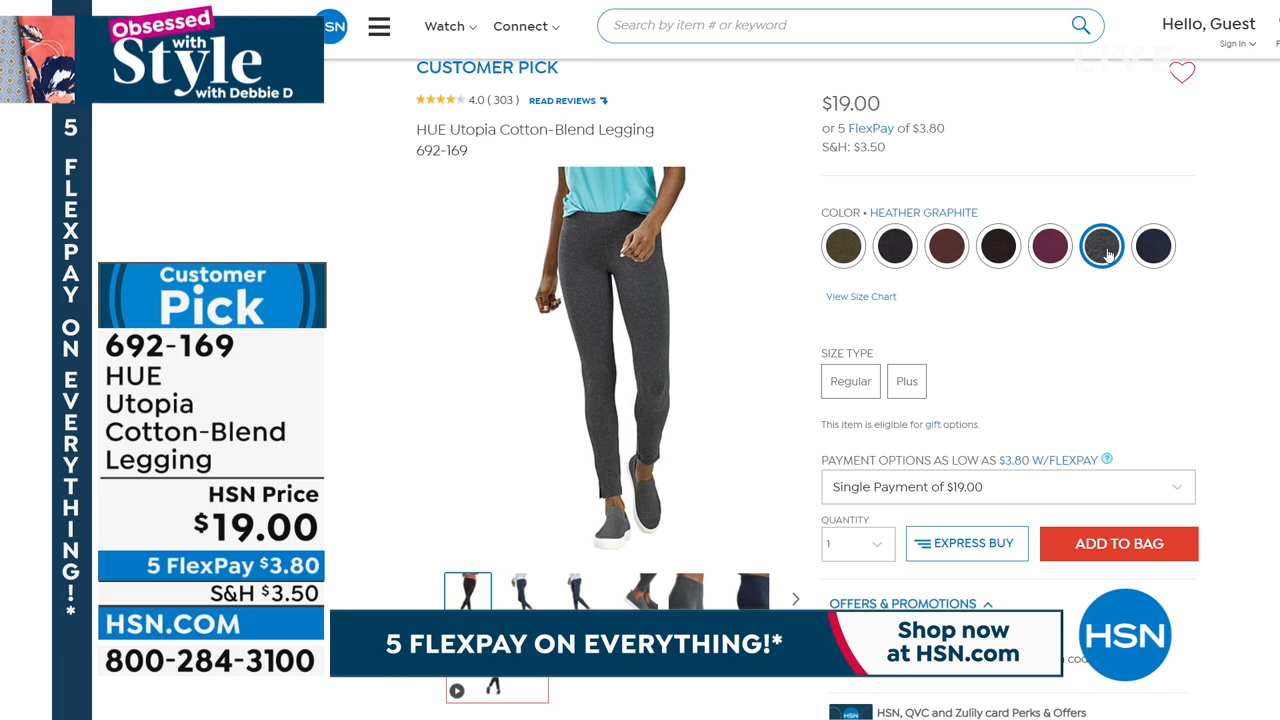 Obsessed
with
Style
with Debbie D
5 FLEXPAY ON EVERYTHING!*
Customer
Pick
692-169
HUE
Utopia
Cotton-Blend
Legging
HSN Price
$19.00
5 FlexPay $3.80
S&H $3.50
HSN.COM
800-284-3100
SN
Watch
Connect
Search by item # or keyword
Hello, Guest
Sign In
F
LIVE
CUSTOMER PICK
4.0 ( 303 ) READ REVIEWS
HUE Utopia Cotton-Blend Legging
692-169
$19.00
or 5 FlexPay of $3.80
S&H: $3.50
COLOR • HEATHER GRAPHITE
View Size Chart
SIZE TYPE
Regular
Plus
This item is eligible for gift options.
PAYMENT OPTIONS AS LOW AS $3.80 W/FLEXPAY ?
Single Payment of $19.00
QUANTITY
1
EXPRESS BUY
ADD TO BAG
OFFERS & PROMOTIONS
5 FLEXPAY ON EVERYTHING!*
Shop now
at HSN.com
HSN
HSN, QVC and Zulily card Perks & Offers